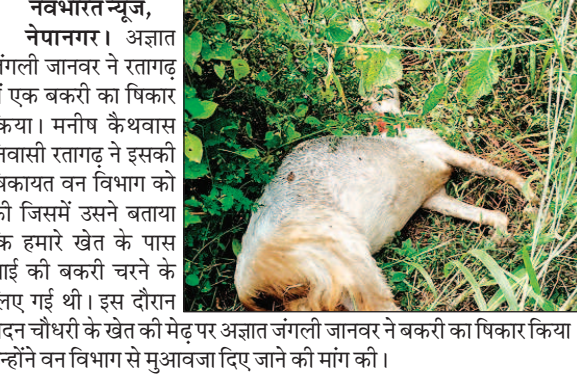 नवभारत न्यूज,
नेपानगर। अज्ञात
जंगली जानवर ने रतागढ़
में एक बकरी का षिकार
किया। मनीष कैथवास
निवासी रतागढ़ ने इसकी
षिकायत वन विभाग को
की जिसमें उसने बताया
कि हमारे खेत के पास
भाई की बकरी चरने के
लिए गई थी। इस दौरान
चौधरी के खेत की मेढ़ पर अज्ञात जंगली जानवर ने बकरी का षिकार किया
उन्होंने वन विभाग से मुआवजा दिए जाने की मांग की।